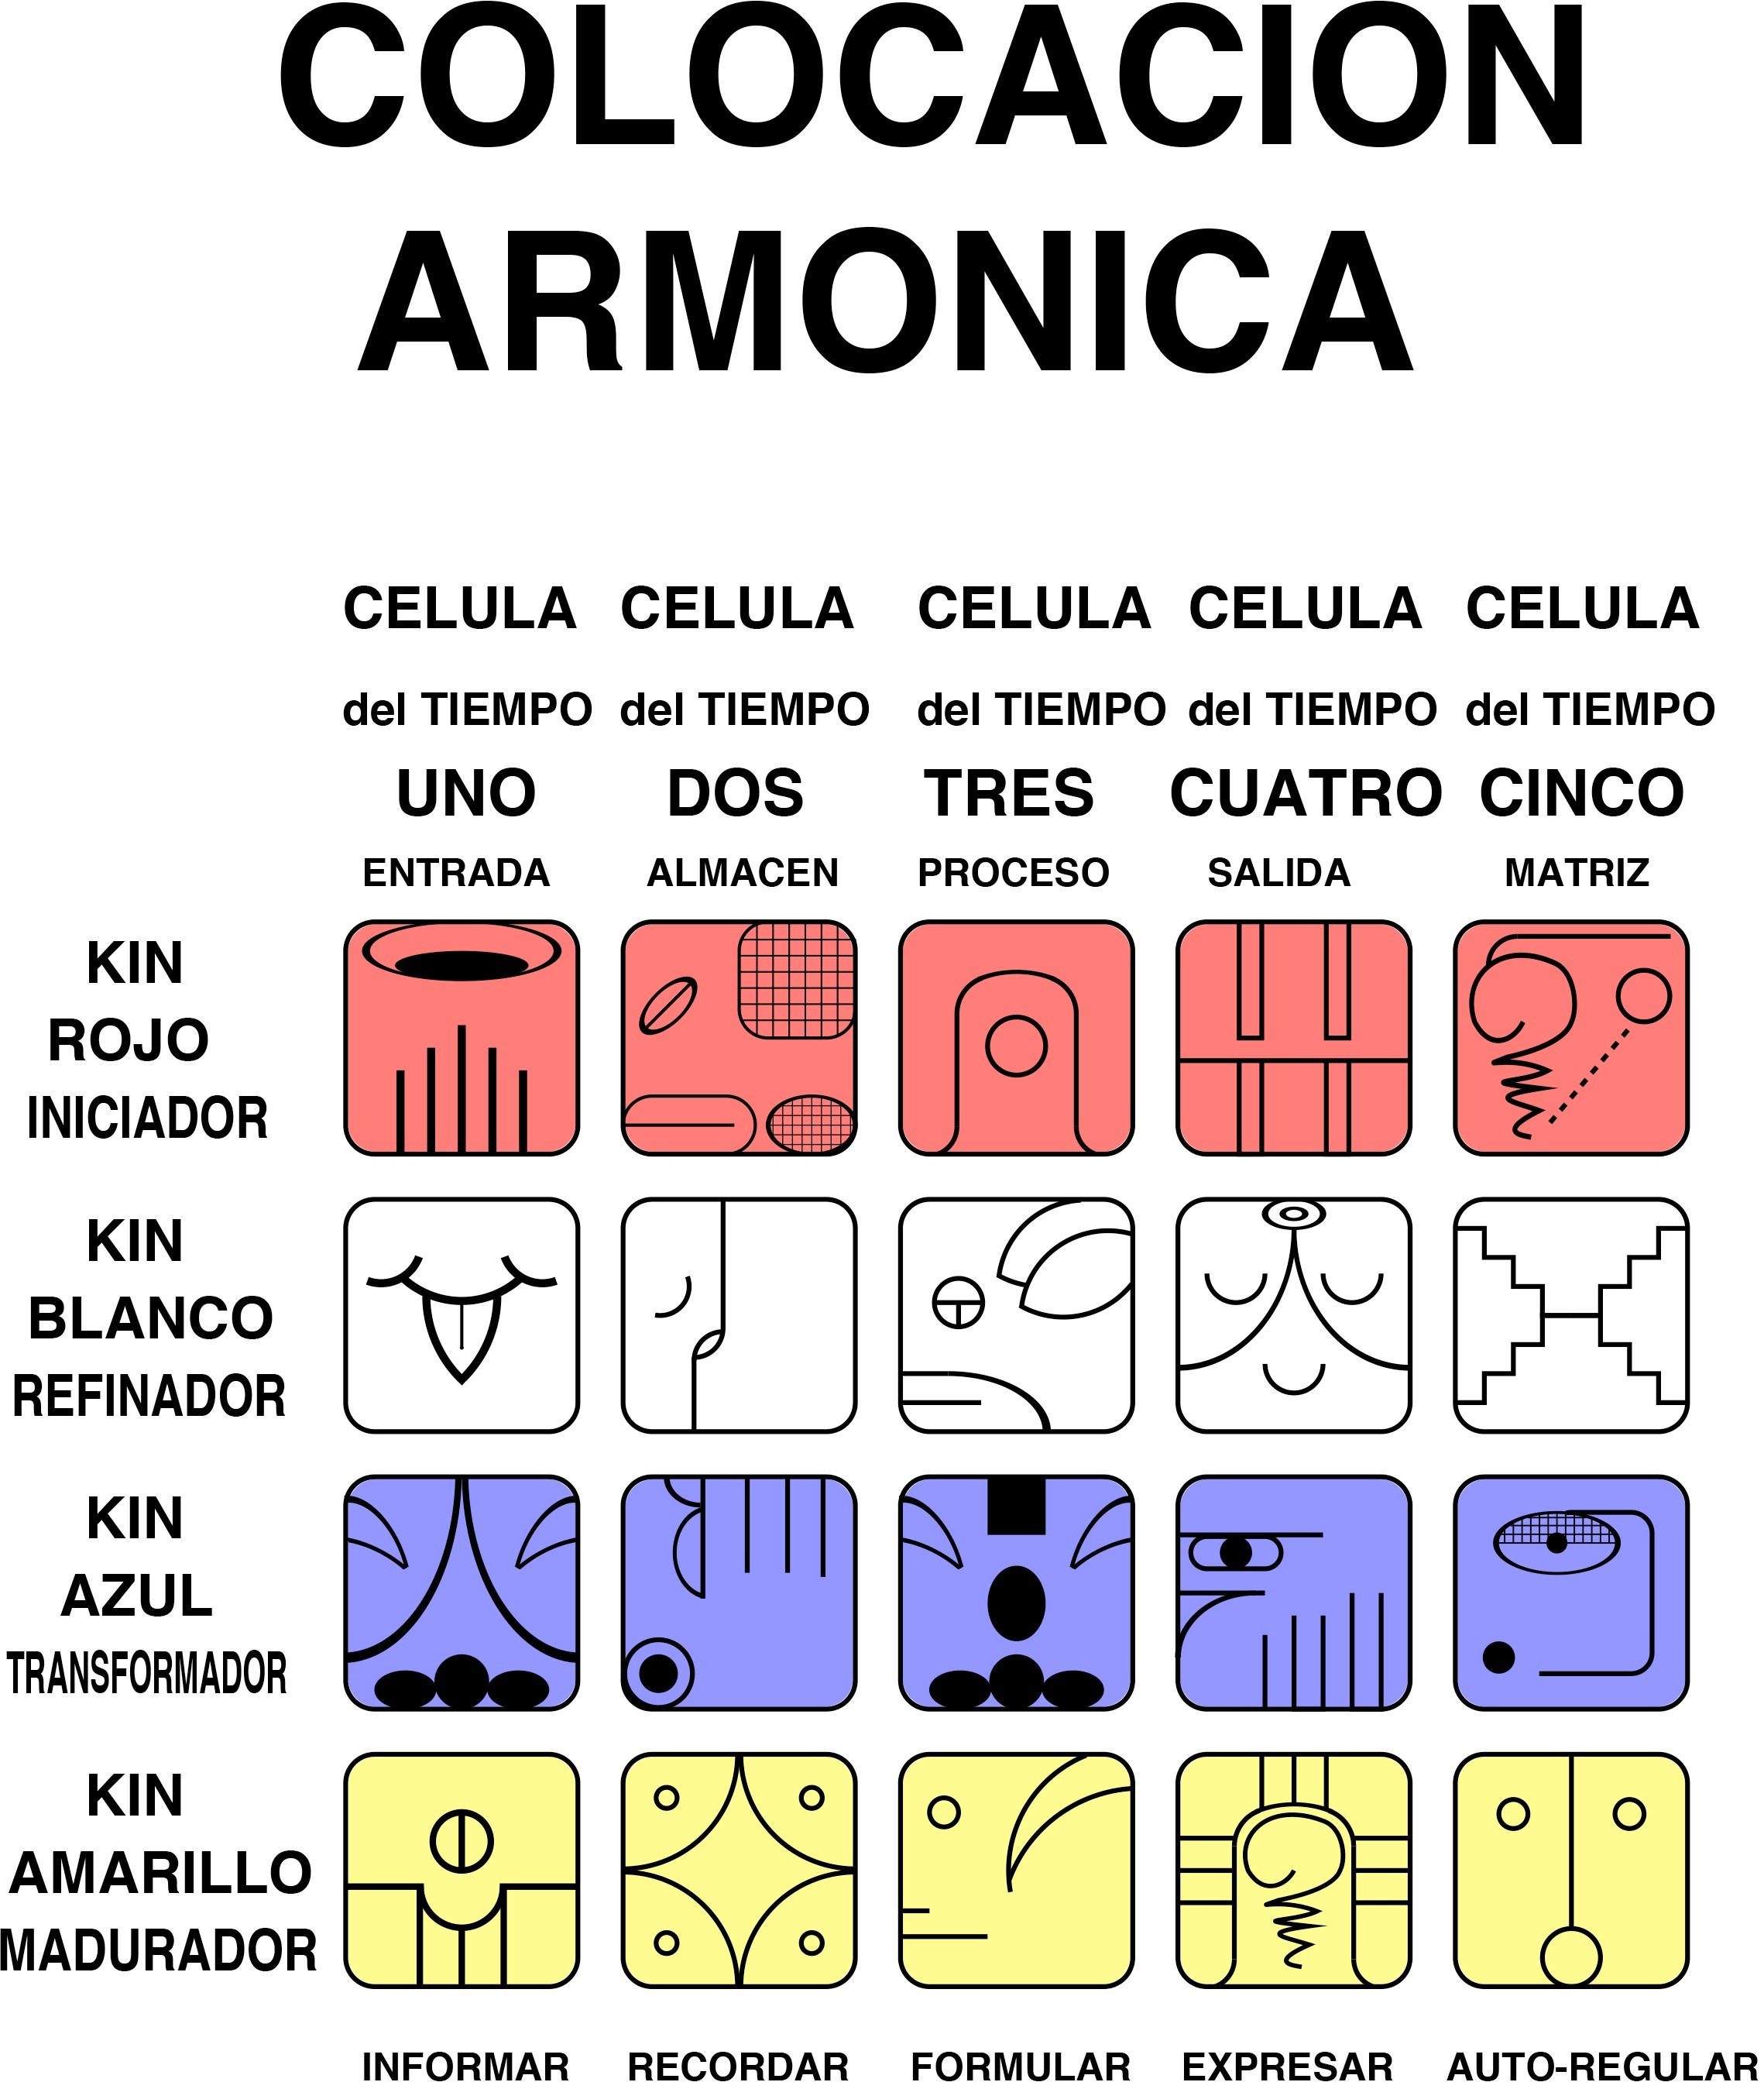 COLOCACION
ARMONICA
CELULA CELULA CELULA CELULA CELULA
del TIEMPO del TIEMPO del TIEMPO del TIEMPO del TIEMPO
UNO DOS TRES CUATRO CINCO
ENTRADA ALMACEN PROCESO SALIDA MATRIZ
KIN
ROJO
INICIADOR
KIN
BLANCO
REFINADOR
KIN
AZUL
TRANSFORMADOR
KIN
AMARILLO
MADURADOR
INFORMAR RECORDAR FORMULAR EXPRESAR AUTO-REGULAR